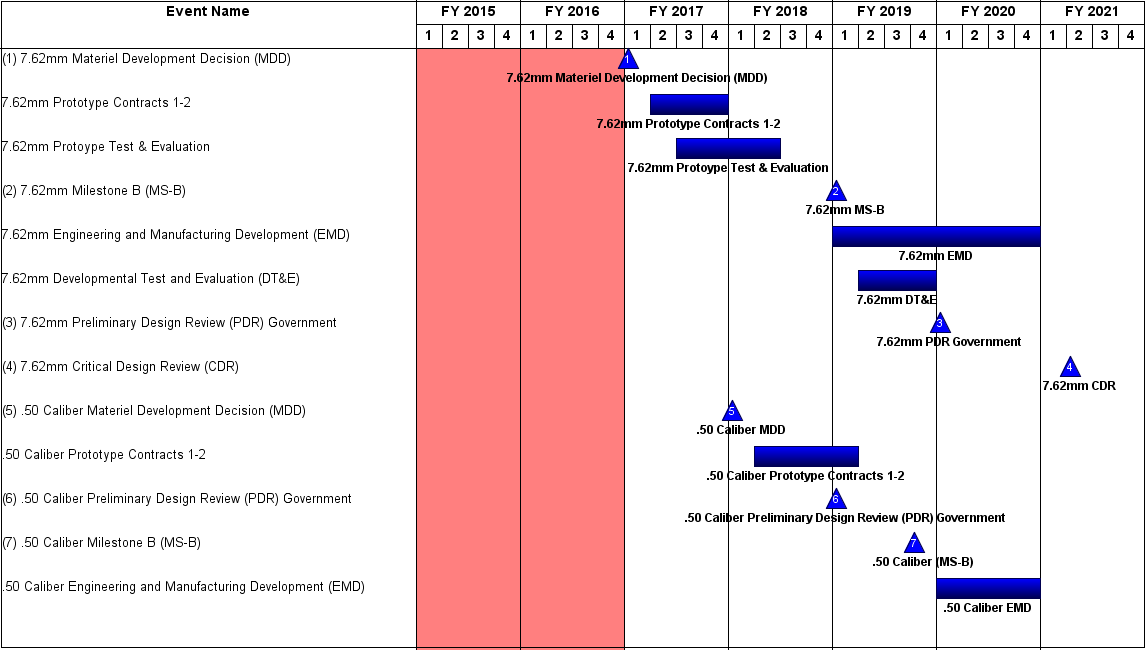 Event Name FY 2015 FY 2016 FY 2017 FY 2018 FY 2019 FY 2020 FY 2021
1 2 3 4 1 2 3 4 1 2 3 4 1 2 3 4 1 2 3 4 1 2 3 4 1 2 3 4
(1) 7.62mm Materiel Development Decision (MDD) 1
7.62mm Materiel Development Decision (MDD)
7.62mm Prototype Contracts 1-2
7.62mm Prototype Contracts 1-2
7.62mm Protoype Test & Evaluation
7.62mm Protoype Test & Evaluation
(2) 7.62mm Milestone B (MS-B) 2
7.62mm MS-B
7.62mm Engineering and Manufacturing Development (EMD)
7.62mm EMD
7.62mm Developmental Test and Evaluation (DT&E)
7.62mm DT&E
(3) 7.62mm Preliminary Design Review (PDR) Government 3
7.62mm PDR Government
(4) 7.62mm Critical Design Review (CDR) 4
7.62mm CDR
(5) .50 Caliber Materiel Development Decision (MDD) 5
.50 Caliber MDD
.50 Caliber Prototype Contracts 1-2
.50 Caliber Prototype Contracts 1-2
(6) .50 Caliber Preliminary Design Review (PDR) Government 6
.50 Caliber Preliminary Design Review (PDR) Government
(7) .50 Caliber Milestone B (MS-B) 7
.50 Caliber (MS-B)
.50 Caliber Engineering and Manufacturing Development (EMD)
.50 Caliber EMD